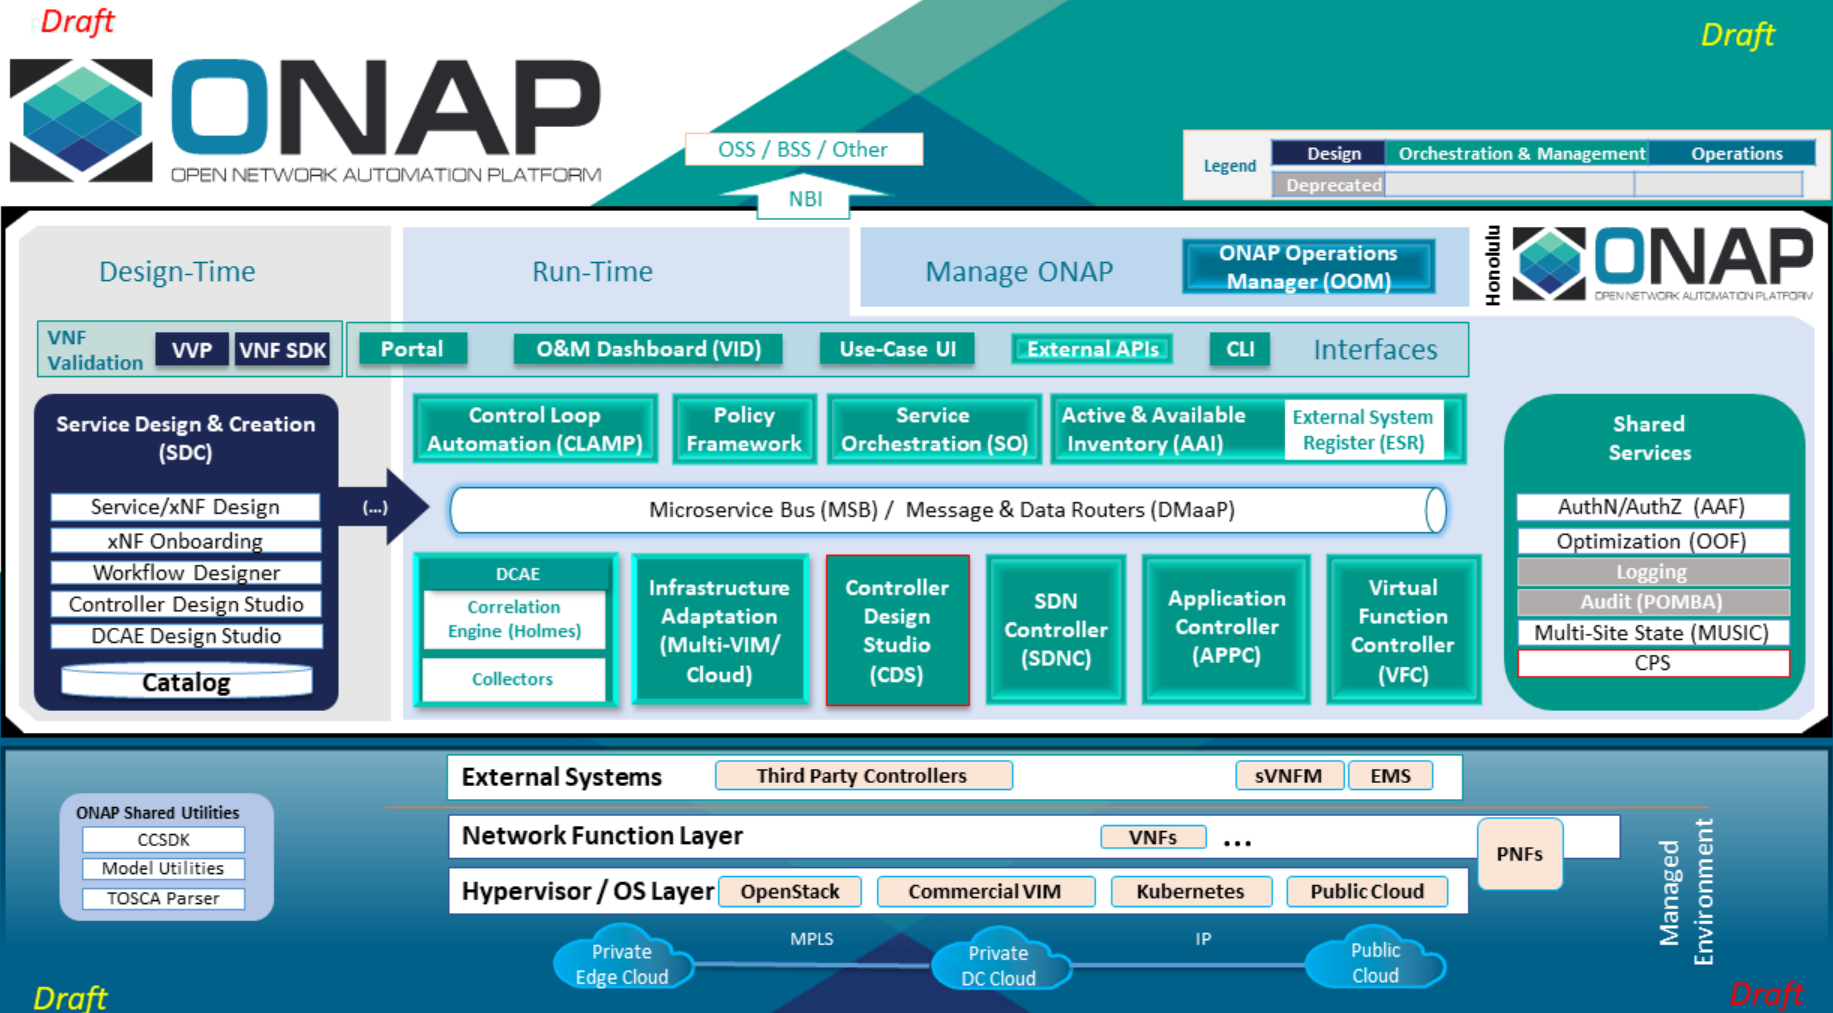 Draft
Draft
ONAP
OPEN NETWORK AUTOMATION PLATFORM
OSS / BSS / Other
NBI
Legend
Design
Orchestration & Management
Operations
Deprecated
Design-Time
Run-Time
Manage ONAP
ONAP Operations
Manager (OOM)
Honolulu
ONAP
OPEN NETWORK AUTOMATION PLATFORM
VNF
Validation
VVP
VNF SDK
Portal
O&M Dashboard (VID)
Use-Case UI
External APIs
CLI
Interfaces
Service Design & Creation
(SDC)
Service/xNF Design
xNF Onboarding
Workflow Designer
Controller Design Studio
DCAE Design Studio
Catalog
(...)
Control Loop
Automation (CLAMP)
Policy
Framework
Service
Orchestration (SO)
Active & Available
Inventory (AAI)
External System
Register (ESR)
Microservice Bus (MSB) / Message & Data Routers (DMaaP)
DCAE
Correlation
Engine (Holmes)
Collectors
Infrastructure
Adaptation
(Multi-VIM/
Cloud)
Controller
Design
Studio
(CDS)
SDN
Controller
(SDNC)
Application
Controller
(APPC)
Virtual
Function
Controller
(VFC)
Shared
Services
AuthN/AuthZ (AAF)
Optimization (OOF)
Logging
Audit (POMBA)
Multi-Site State (MUSIC)
CPS
ONAP Shared Utilities
CCSDK
Model Utilities
TOSCA Parser
External Systems
Third Party Controllers
sVNFM
EMS
Network Function Layer
VNFs
...
PNFs
Hypervisor / OS Layer
OpenStack
Commercial VIM
Kubernetes
Public Cloud
Managed
Environment
Private
Edge Cloud
MPLS
Private
DC Cloud
IP
Public
Cloud
Draft
Draft